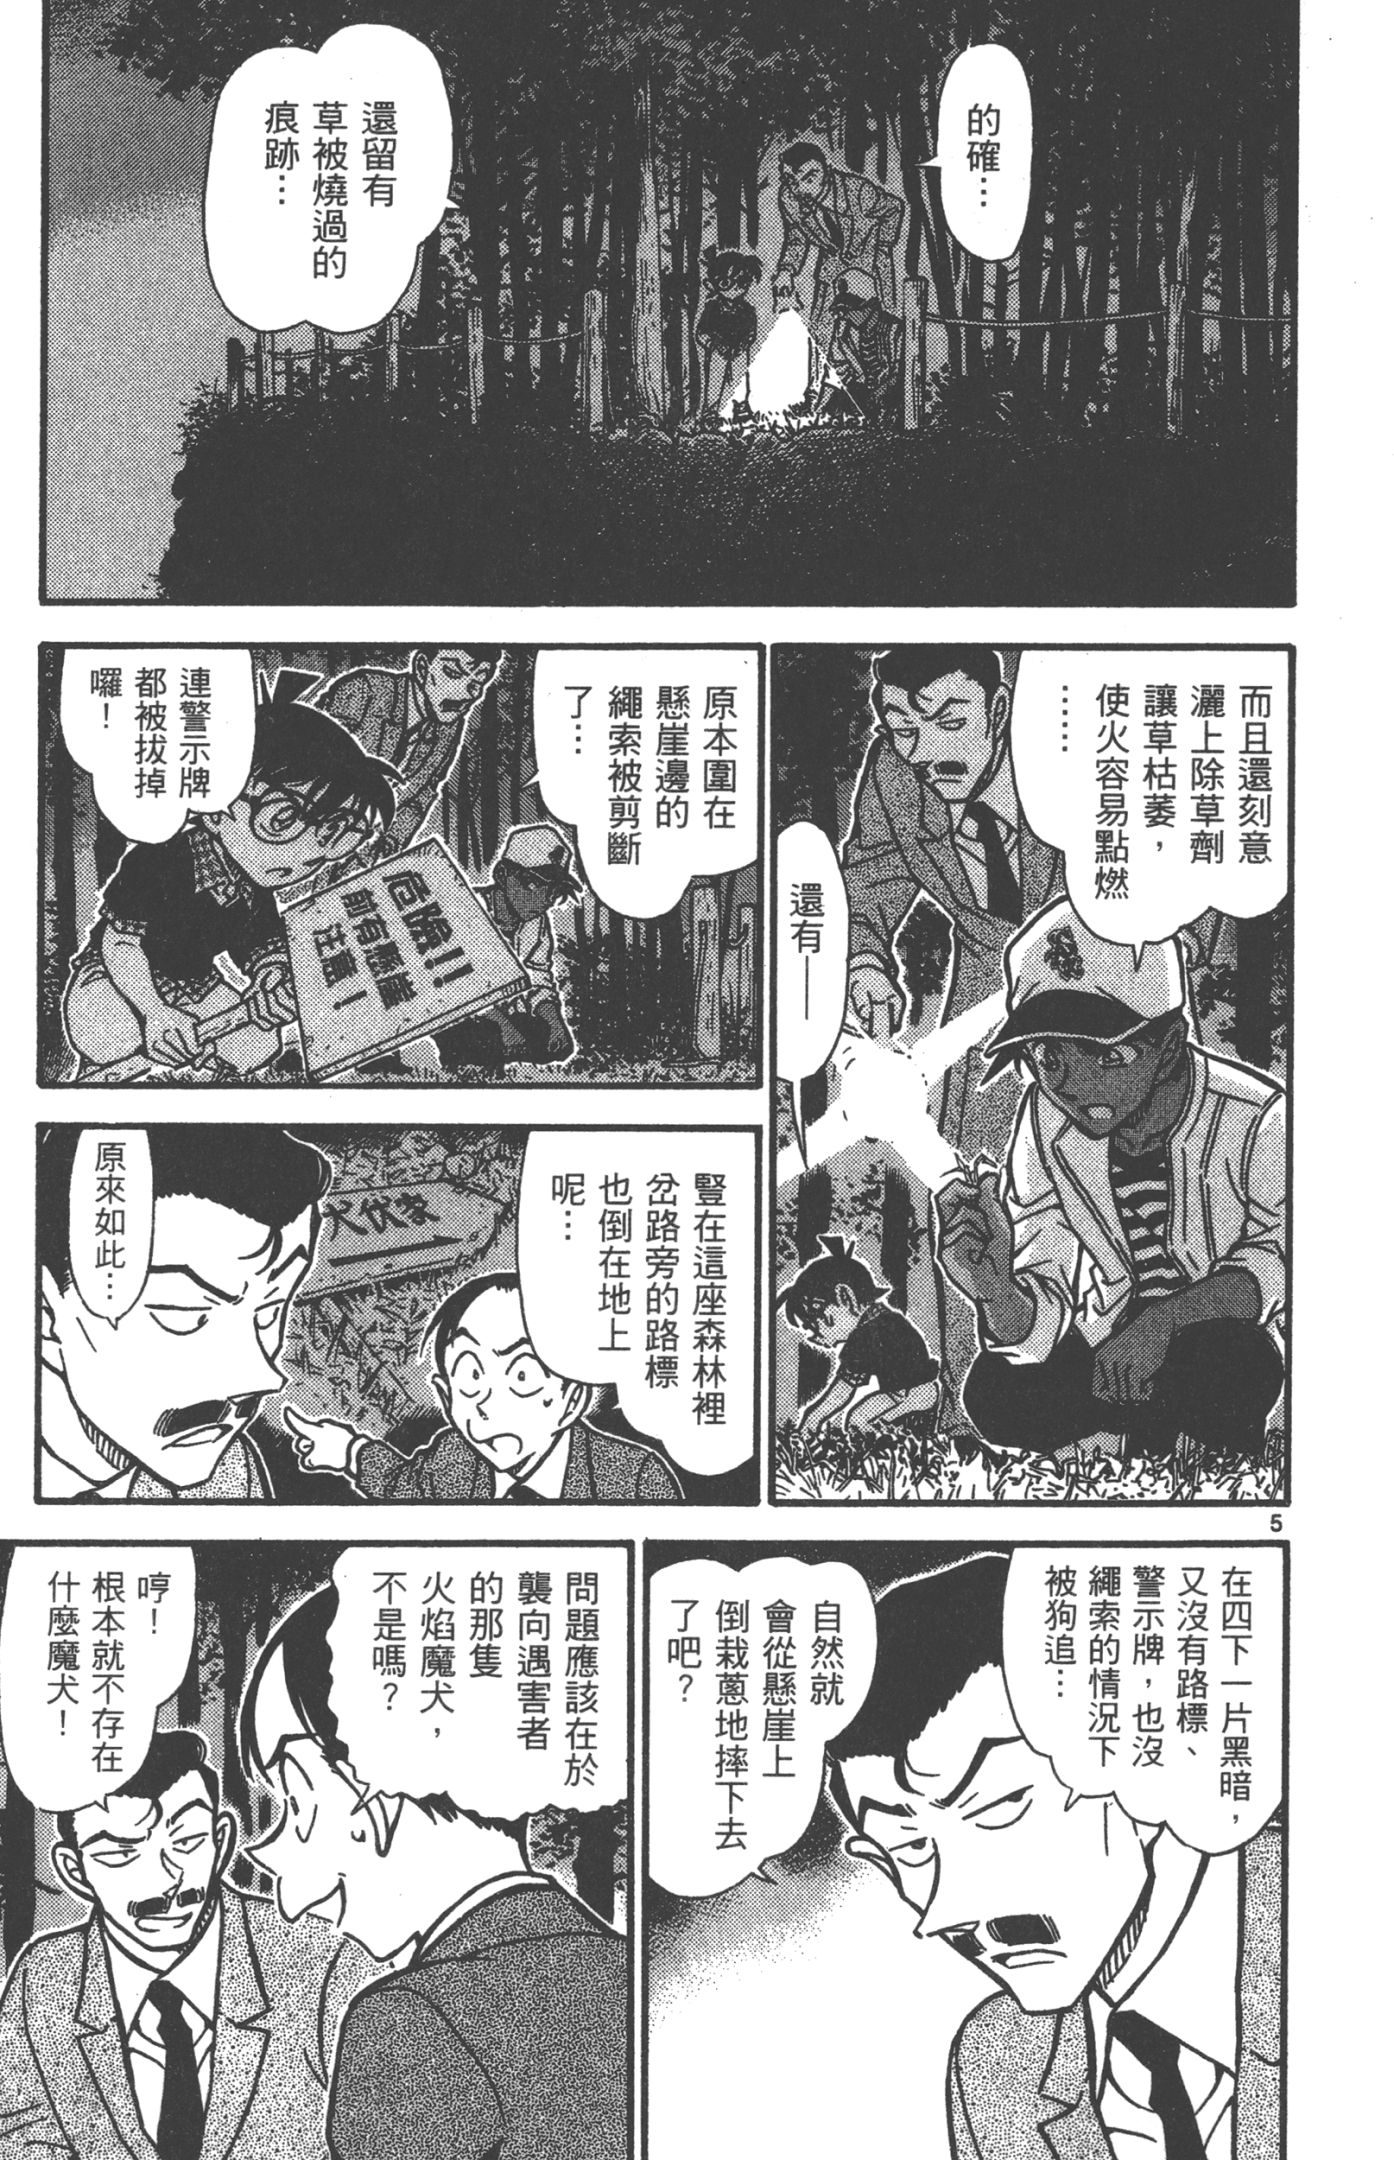 的確…
還留有
草被燒過的
痕跡…
而且還刻意
灑上除草劑
讓草枯萎，
使火容易點燃
……
還有——
原本圍在
懸崖邊的
繩索被剪斷
了…
連警示牌
都被拔掉
囉！
危險!!
前有懸崖
注意！
豎在這座森林裡
岔路旁的路標
也倒在地上
呢…
犬伏家
原來如此…
5
在四下一片黑暗，
又沒有路標、
警示牌，也沒
繩索的情況下
被狗追…
自然就
會從懸崖上
倒栽蔥地摔下去
了吧？
問題應該在於
襲向遇害者
的那隻
火焰魔犬，
不是嗎？
哼！
根本就不存在
什麼魔犬！